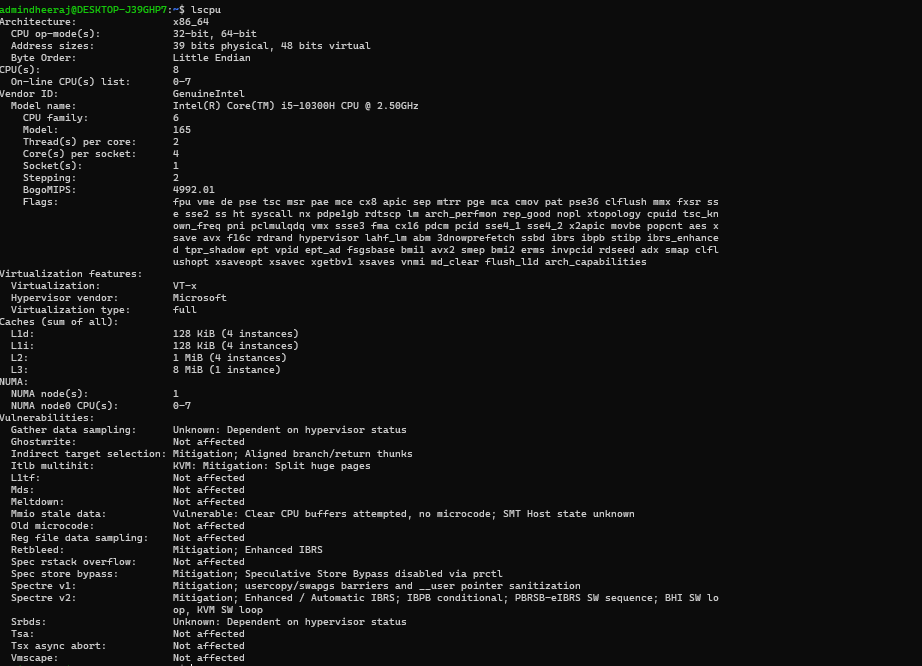 admindheeraj@DESKTOP-J39GHP7:~$ lscpu
Architecture: x86_64
CPU op-mode(s): 32-bit, 64-bit
Address sizes: 39 bits physical, 48 bits virtual
Byte Order: Little Endian
CPU(s): 8
On-line CPU(s) list: 0-7
Vendor ID: GenuineIntel
Model name: Intel(R) Core(TM) i5-10300H CPU @ 2.50GHz
CPU family: 6
Model: 165
Thread(s) per core: 2
Core(s) per socket: 4
Socket(s): 1
Stepping: 2
BogoMIPS: 4992.01
Flags: fpu vme de pse tsc msr pae mce cx8 apic sep mtrr pge mca cmov pat pse36 clflush mmx fxsr ss
e sse2 ss ht syscall nx pdpe1gb rdtscp lm arch_perfmon rep_good nopl xtopology cpuid tsc_kn
own_freq pni pclmulqdq vmx ssse3 fma cx16 pdcm pcid sse4_1 sse4_2 x2apic movbe popcnt aes x
save avx f16c rdrand hypervisor lahf_lm abm 3dnowprefetch ssbd ibrs ibpb stibp ibrs_enhance
d tpr_shadow ept vpid ept_ad fsgsbase bmi1 avx2 smep bmi2 erms invpcid rdseed adx smap clfl
ushopt xsaveopt xsavec xgetbv1 xsaves vnmi md_clear flush_l1d arch_capabilities
Virtualization features:
Virtualization: VT-x
Hypervisor vendor: Microsoft
Virtualization type: full
Caches (sum of all):
L1d: 128 KiB (4 instances)
L1i: 128 KiB (4 instances)
L2: 1 MiB (4 instances)
L3: 8 MiB (1 instance)
NUMA:
NUMA node(s): 1
NUMA node0 CPU(s): 0-7
Vulnerabilities:
Gather data sampling: Unknown: Dependent on hypervisor status
Ghostwrite: Not affected
Indirect target selection: Mitigation; Aligned branch/return thunks
Itlb multihit: KVM: Mitigation: Split huge pages
L1tf: Not affected
Mds: Not affected
Meltdown: Not affected
Mmio stale data: Vulnerable: Clear CPU buffers attempted, no microcode; SMT Host state unknown
Old microcode: Not affected
Reg file data sampling: Not affected
Retbleed: Mitigation; Enhanced IBRS
Spec rstack overflow: Not affected
Spec store bypass: Mitigation; Speculative Store Bypass disabled via prctl
Spectre v1: Mitigation; usercopy/swapgs barriers and __user pointer sanitization
Spectre v2: Mitigation; Enhanced / Automatic IBRS; IBPB conditional; PBRSB-eIBRS SW sequence; BHI SW lo
op, KVM SW loop
Srbds: Unknown: Dependent on hypervisor status
Tsa: Not affected
Tsx async abort: Not affected
Vmscape: Not affected